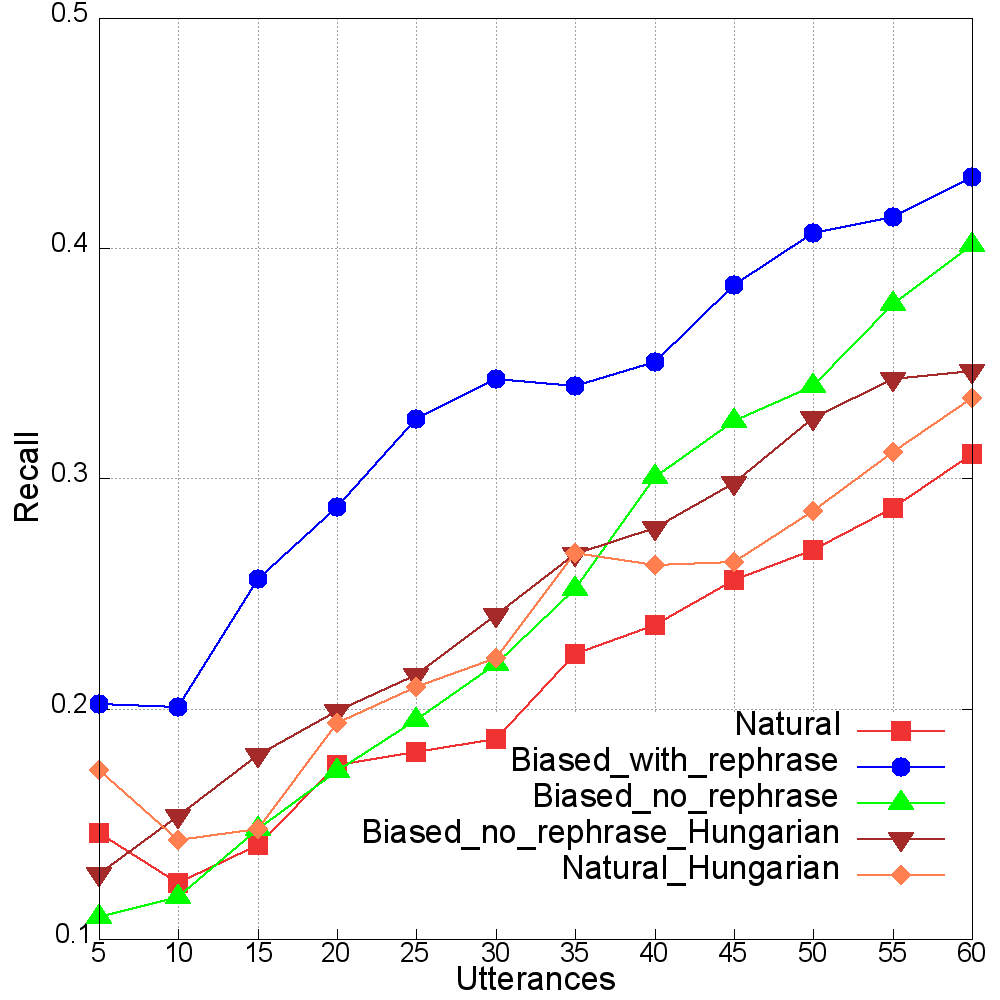 0.5
0.4
0.3
0.2
0.1
Recall
Natural
Biased_with_rephrase
Biased_no_rephrase
Biased_no_rephrase_Hungarian
Natural_Hungarian
5 10 15 20 25 30 35 40 45 50 55 60
Utterances